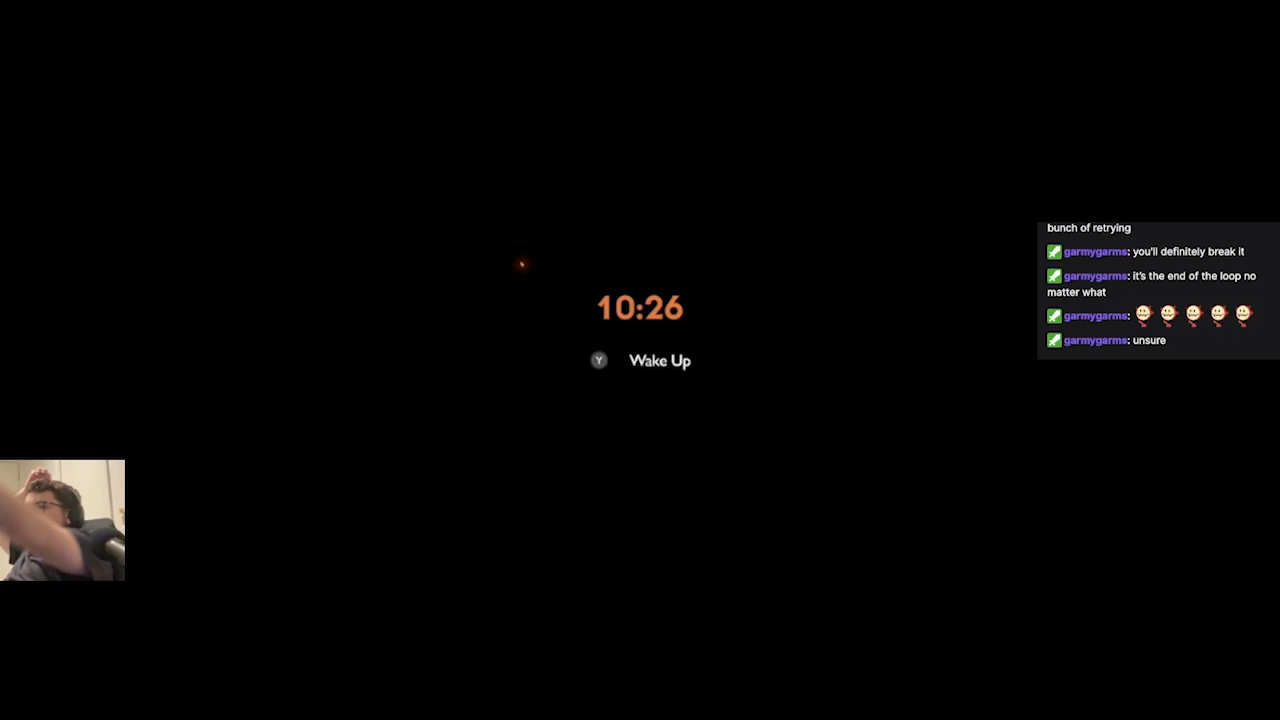 10:26
Y Wake Up
bunch of retrying
garmygarms: you'll definitely break it
garmygarms: it's the end of the loop no
matter what
garmygarms:
garmygarms: unsure